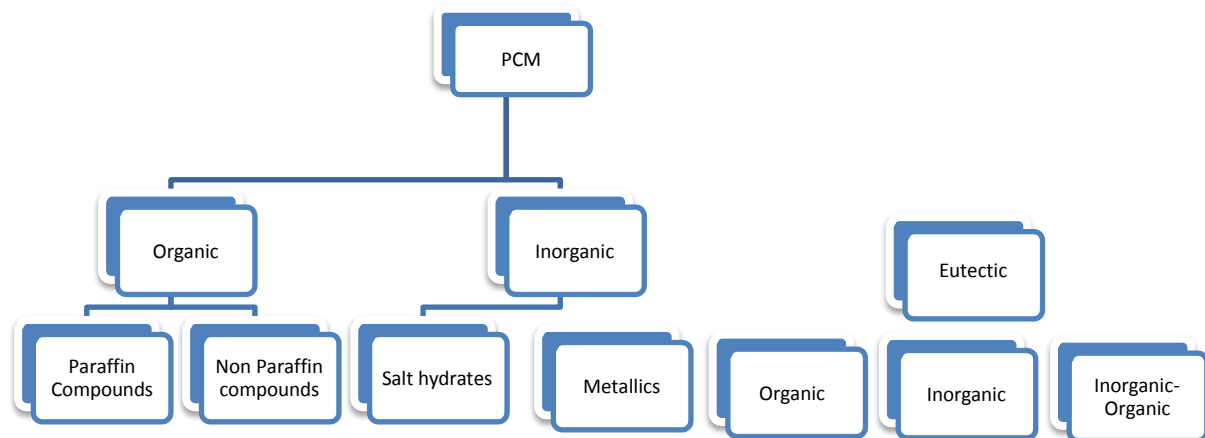 PCM
Organic
Inorganic
Eutectic
Paraffin
Compounds
Non Paraffin
compounds
Salt hydrates
Metallics
Organic
Inorganic
Inorganic-
Organic